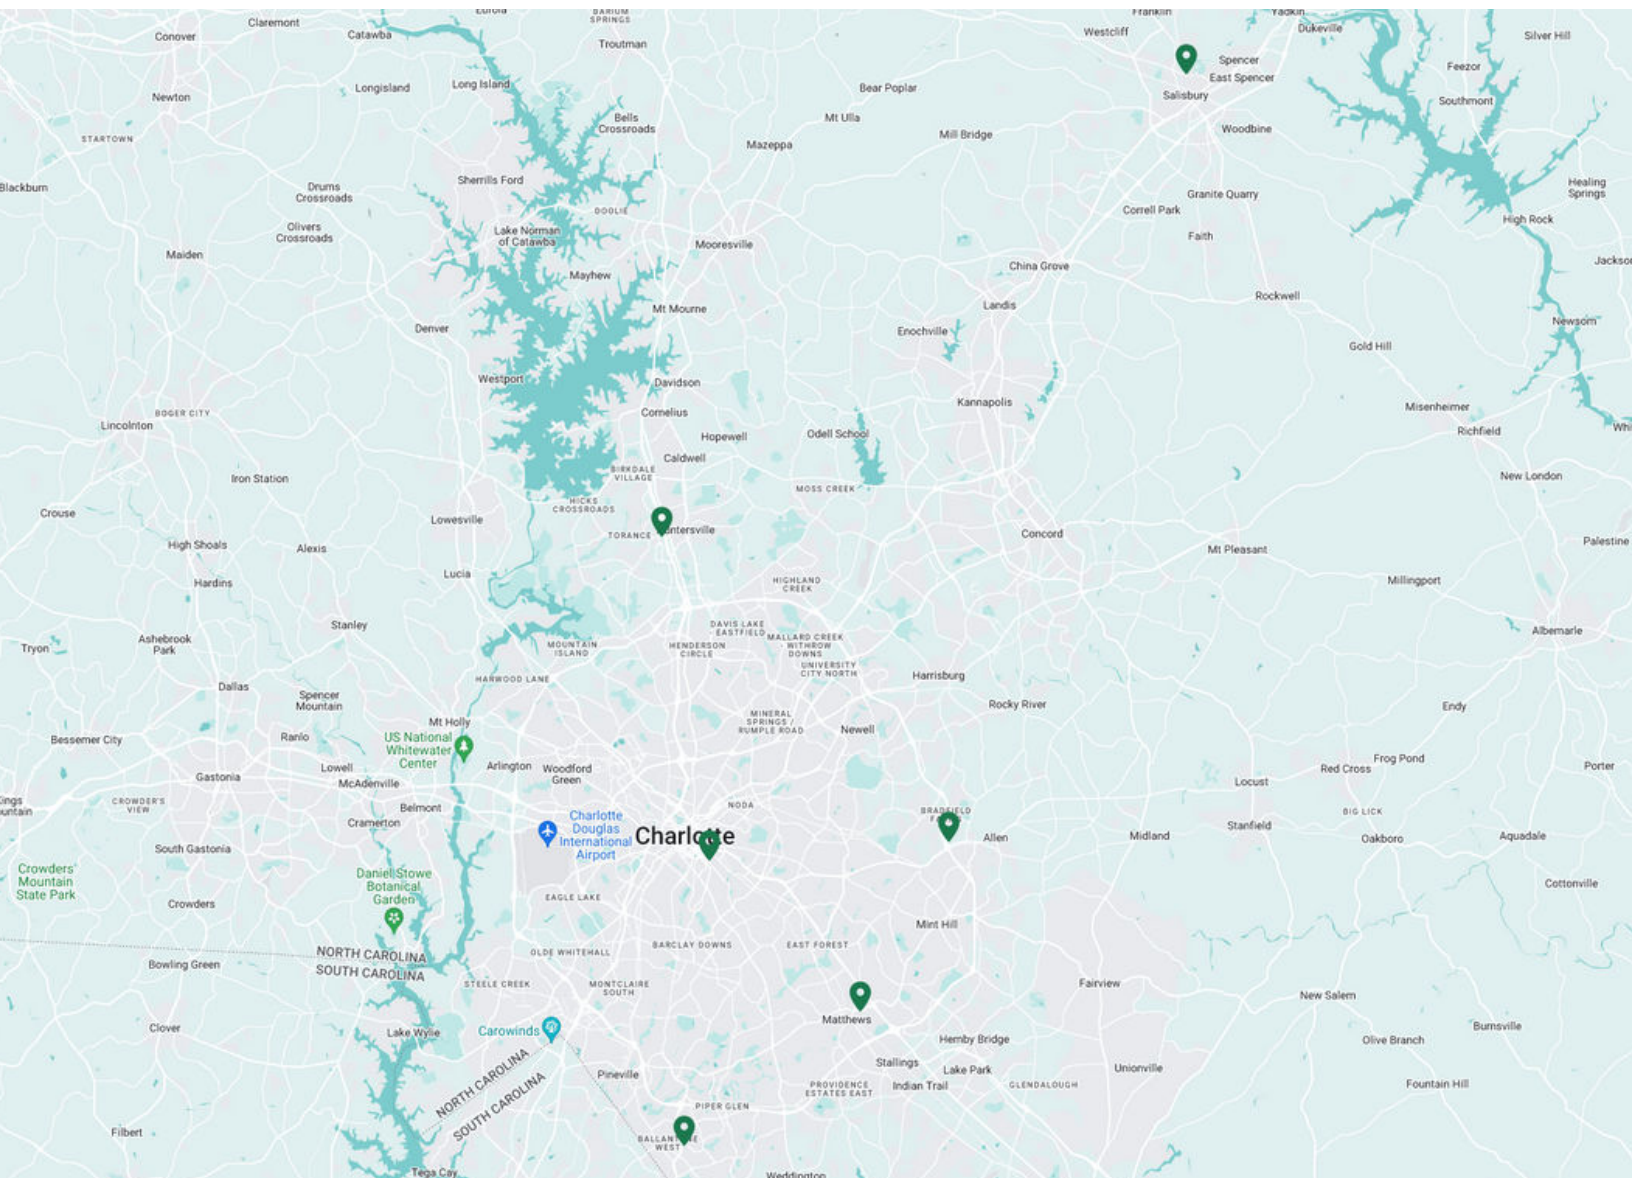 Claremont
Conover
Catawba
BARIUM
SPRINGS
Troutman
Westcliff
Dukeville
Silver Hill
Spencer
East Spencer
Feezor
Newton
Longisland
Long Island
Bear Poplar
Salisbury
Southmont
Mt Ulla
Bells
Crossroads
STARTOWN
Mill Bridge
Woodbine
Mazeppa
Blackburn
Drums
Crossroads
Sherrills Ford
Granite Quarry
Healing
Springs
Correll Park
DOOLIE
High Rock
Olivers
Crossroads
Lake Norman
of Catawba
Mooresville
Faith
Maiden
China Grove
Mayhew
Rockwell
Mt Mourne
Landis
Newsom
Denver
Enochville
Gold Hill
Westport
Davidson
Kannapolis
Misenheimer
BOGER CITY
Cornelius
Lincolnton
Hopewell
Odell School
Richfield
Caldwell
BIRKDALE
VILLAGE
Iron Station
MOSS CREEK
New London
HICKS
CROSSROADS
Crouse
Lowesville
TORANCE
ntersville
Concord
High Shoals
Alexis
Mt Pleasant
Palestine
Lucia
Hardins
HIGHLAND
CREEK
Millingport
Stanley
DAVIS LAKE
- EASTFIELD
MALLARD CREEK
- WITHROW
DOWNS
Albemarle
Ashebrook
Park
Tryon
MOUNTAIN
ISLAND
HENDERSON
CIRCLE
UNIVERSITY
CITY NORTH
HARWOOD LANE
Harrisburg
Dallas
Spencer
Mountain
Rocky River
Endy
Mt Holly
MINERAL
SPRINGS /
RUMPLE ROAD
Newell
Bessemer City
Ranlo
US National
Whitewater
Center
Lowell
Arlington
Woodford
Green
Frog Pond
Red Cross
Porter
Gastonia
McAdenville
Locust
CROWDER'S
VIEW
Belmont
NODA
BIG LICK
Cramerton
Charlotte
Douglas
International
Airport
Charlotte
Allen
Midland
Stanfield
Oakboro
Aquadale
South Gastonia
Crowders'
Mountain
State Park
Daniel Stowe
Botanical
Garden
Cottonville
Crowders
EAGLE LAKE
Mint Hill
NORTH CAROLINA
SOUTH CAROLINA
Bowling Green
OLDE WHITEHALL
BARCLAY DOWNS
EAST FOREST
STEELE CREEK
MONTCLAIRE
SOUTH
Fairview
New Salem
Clover
Lake Wylie
Carowinds
Matthews
Burnsville
Hemby Bridge
Olive Branch
NORTH CAROLINA
SOUTH CAROLINA
Pineville
Stallings
Lake Park
Unionville
PROVIDENCE
ESTATES EAST
Indian Trail
GLENDALOUGH
Fountain Hill
PIPER GLEN
Filbert
WEST
Tega Cay
Weddington